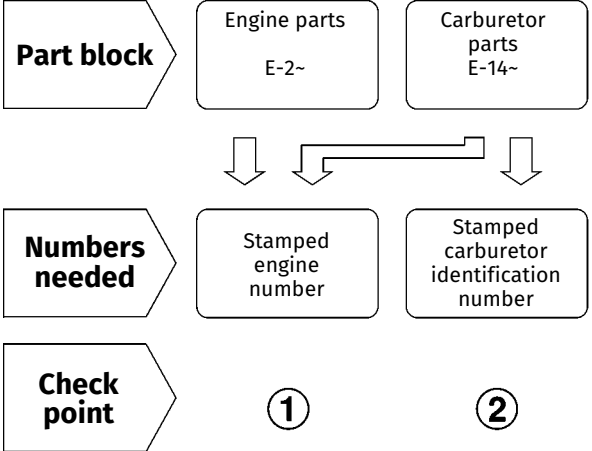 Part block
Engine parts
E-2~
Carburetor
parts
E-14~
Numbers
needed
Stamped
engine
number
Stamped
carburetor
identification
number
Check
point
①
②